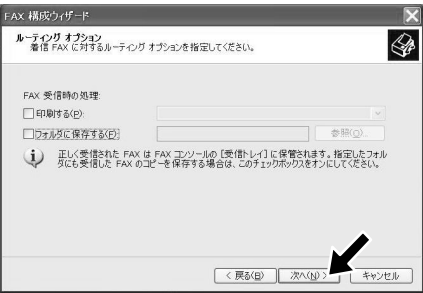 FAX 構成ウィザード
ルーティング オプション
着信 FAX に対するルーティング オプションを指定してください。
FAX 受信時の処理:
印刷する(P):
フォルダに保存する(F):
参照(O)...
正しく受信された FAX は FAX コンソールの [受信トレイ] に保管されます。指定したフォル
ダにも受信した FAX のコピーを保存する場合は、このチェックボックスをオンにしてください。
< 戻る(B) 次へ(N) > キャンセル